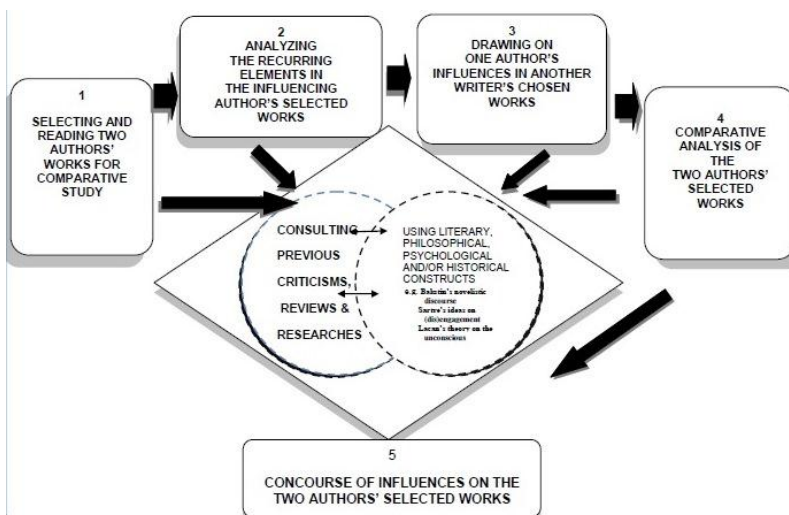 1
SELECTING AND
READING TWO
AUTHORS'
WORKS FOR
COMPARATIVE
STUDY
2
ANALYZING
THE RECURRING
ELEMENTS IN
THE INFLUENCING
AUTHOR'S SELECTED
WORKS
3
DRAWING ON
ONE AUTHOR'S
INFLUENCES IN ANOTHER
WRITER'S CHOSEN
WORKS
4
COMPARATIVE
ANALYSIS OF
THE
TWO AUTHORS'
SELECTED
WORKS
CONSULTING
PREVIOUS
CRITICISMS,
REVIEWS &
RESEARCHES
USING LITERARY,
PHILOSOPHICAL,
PSYCHOLOGICAL
AND/OR HISTORICAL
CONSTRUCTS
e.g. Bakhtin's novelistic
discourse
Sartre's ideas on
(dis)engagement
Lacan's theory on the
unconscious
5
CONCOURSE OF INFLUENCES ON THE
TWO AUTHORS' SELECTED WORKS